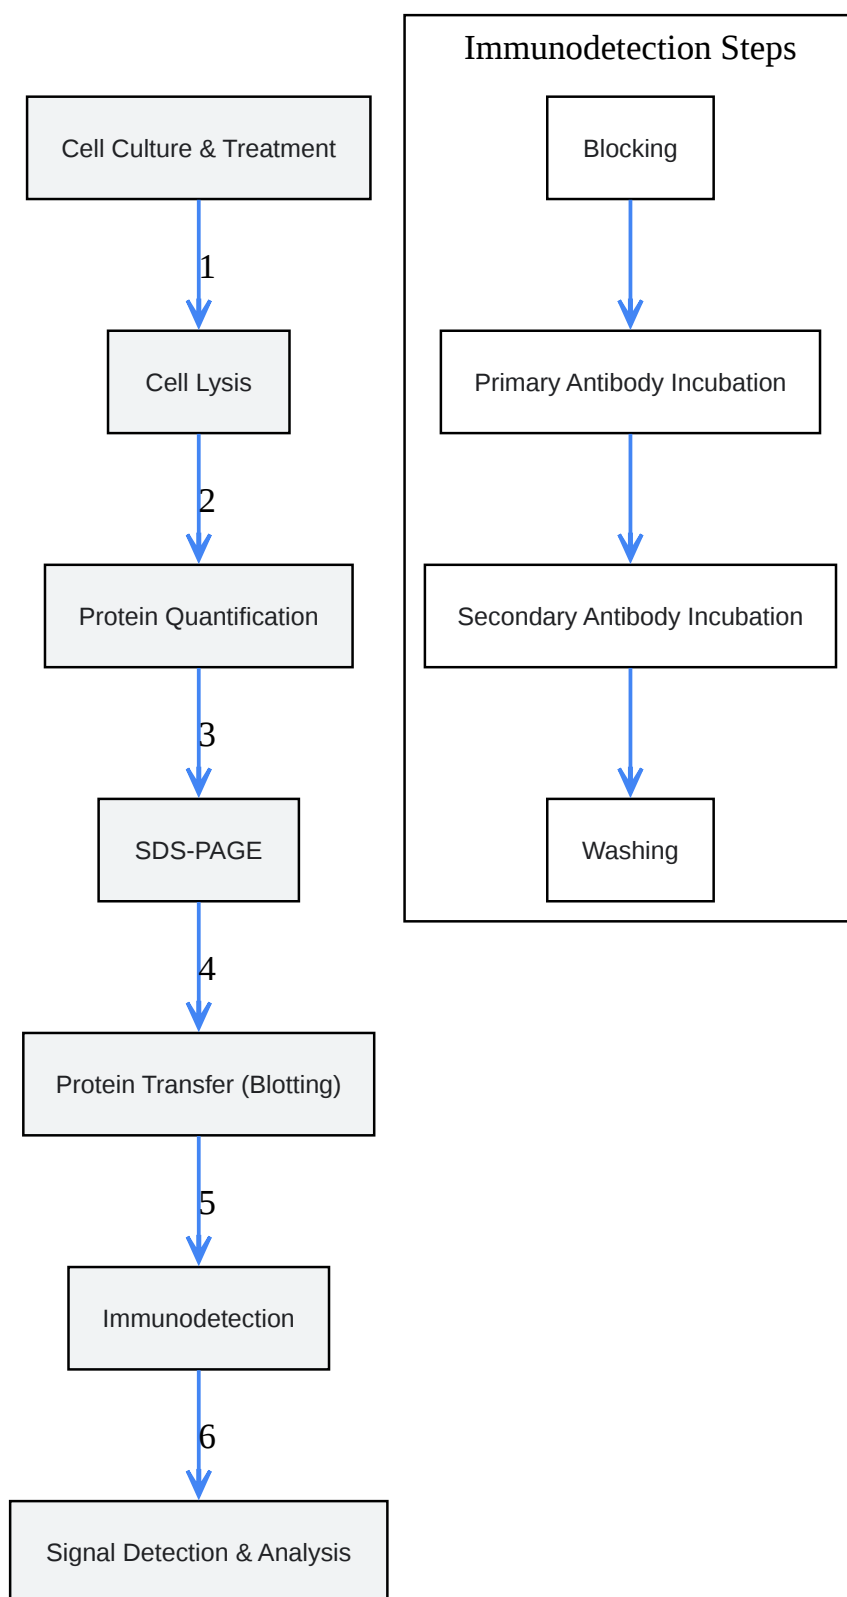 Cell Culture & Treatment
1
Cell Lysis
2
Protein Quantification
3
SDS-PAGE
4
Protein Transfer (Blotting)
5
Immunodetection
6
Signal Detection & Analysis
Immunodetection Steps
Blocking
Primary Antibody Incubation
Secondary Antibody Incubation
Washing